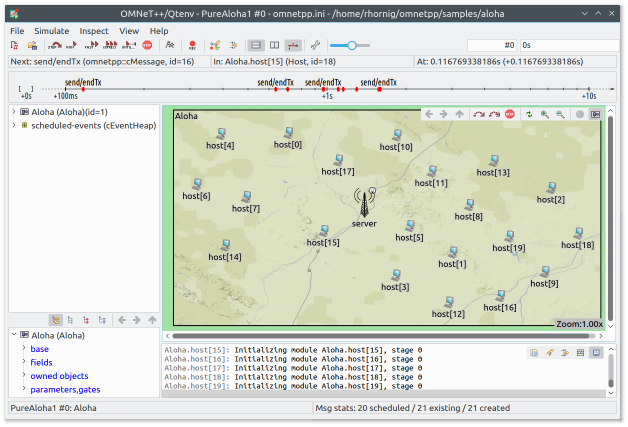 OMNeT++/Qtenv - PureAloha1 #0 - omnetpp.ini - /home/rhornig/omnetpp/samples/aloha
File Simulate Inspect View Help
STEP RUN FAST EXPRESS UNTIL... STOP REC #0 0s
Next: send/endTx (omnetpp::cMessage, id=16) In: Aloha.host[15] (Host, id=18) At: 0.116769338186s (+0.116769338186s)
send/endTx send/endTx send/endTx send/endTx
[ ]
+0s +100ms +1s +10s
Aloha (Aloha)(id=1)
scheduled-events (cEventHeap)
Aloha
STOP
host[4]
host[0]
host[10]
host[17]
host[13]
host[11]
host[6]
host[7]
host[2]
host[8]
server
host[5]
host[15]
host[19]
host[18]
host[14]
host[1]
host[3]
host[9]
host[16]
host[12]
Zoom:1.00x
Aloha (Aloha)
base
fields
owned objects
parameters,gates
Aloha.host[15]: Initializing module Aloha.host[15], stage 0
Aloha.host[16]: Initializing module Aloha.host[16], stage 0
Aloha.host[17]: Initializing module Aloha.host[17], stage 0
Aloha.host[18]: Initializing module Aloha.host[18], stage 0
Aloha.host[19]: Initializing module Aloha.host[19], stage 0
PureAloha1 #0: Aloha Msg stats: 20 scheduled / 21 existing / 21 created